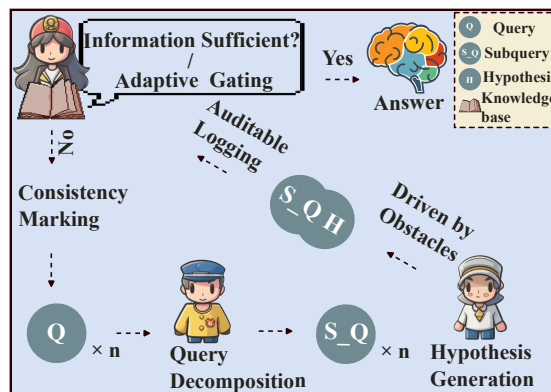 Information Sufficient?
/
Adaptive Gating
Yes
Answer
Q Query
S_Q Subquery
H Hypothesis
Knowledge
base
No
Auditable
Logging
Consistency
Marking
S_Q H
Driven by
Obstacles
Q
× n
Query
Decomposition
S_Q
× n
Hypothesis
Generation